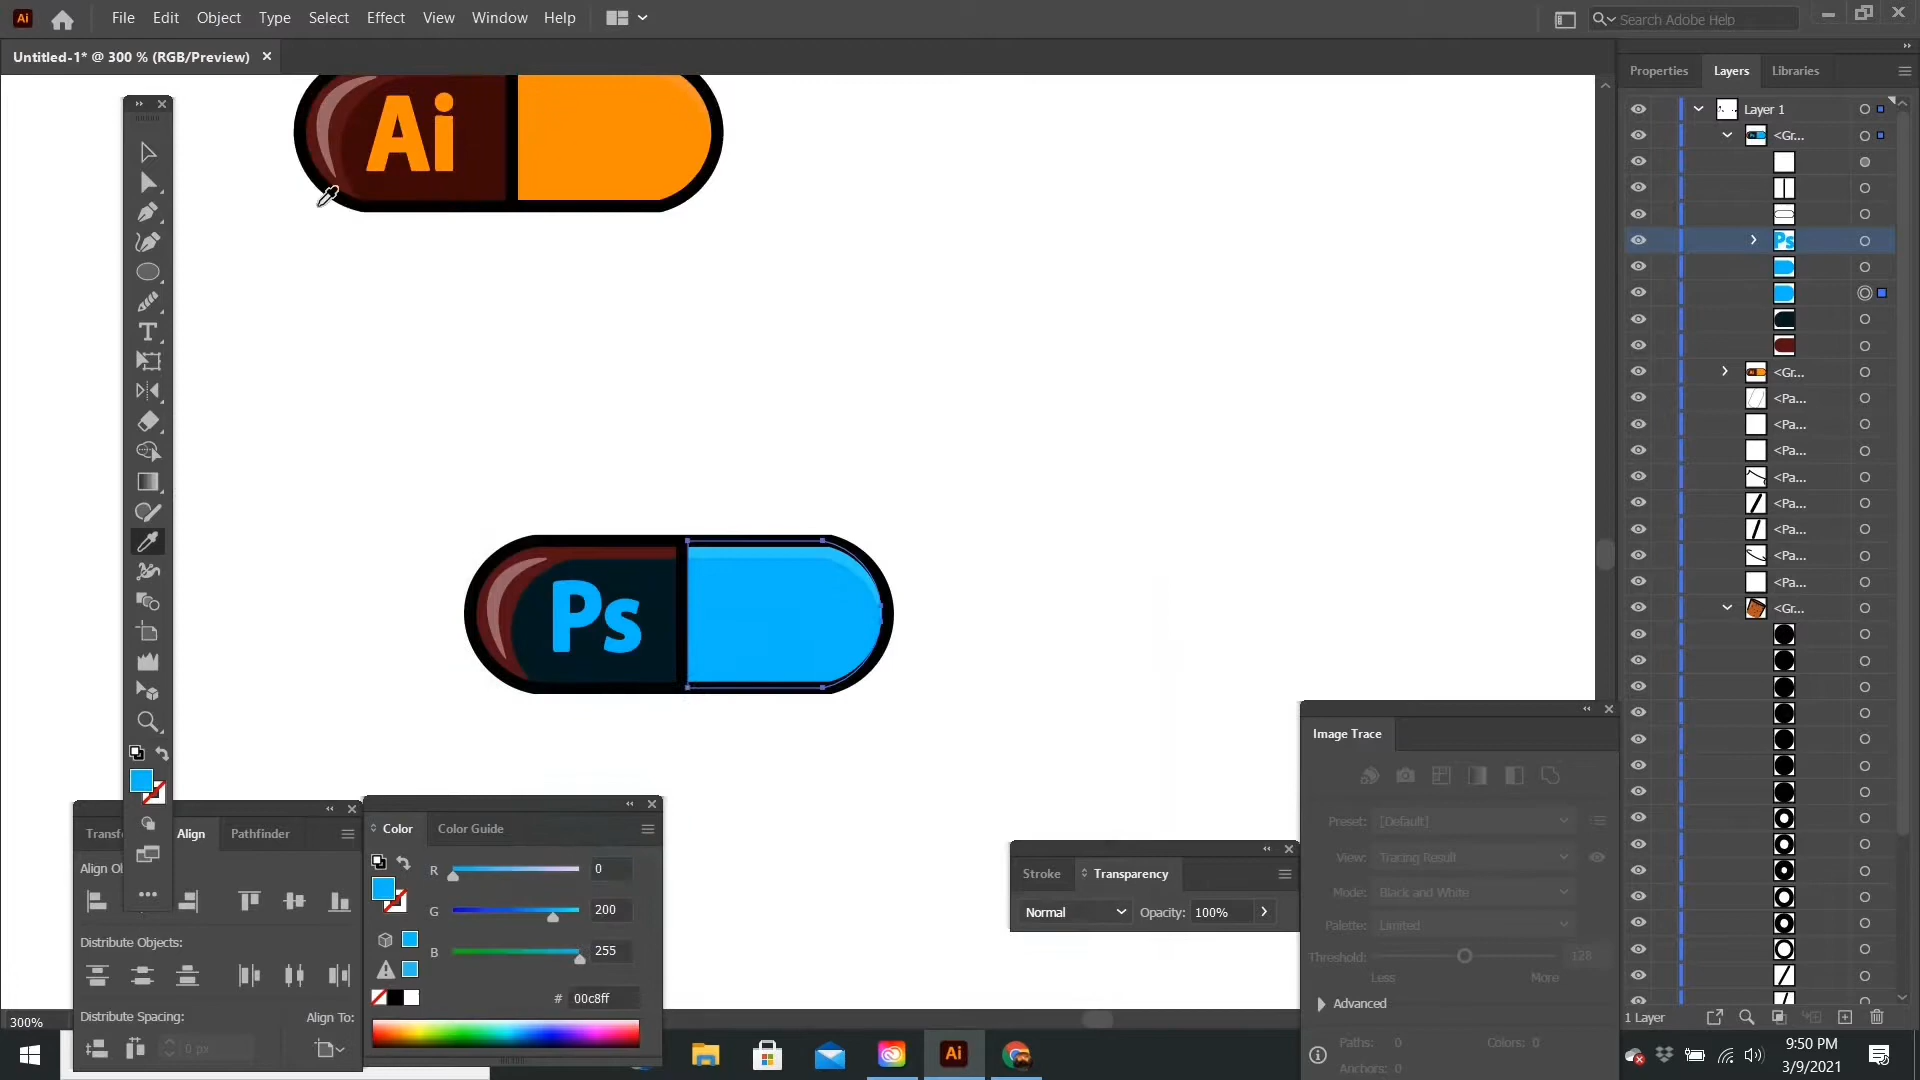 Ai
File Edit Object Type Select Effect View Window Help
Search Adobe Help
Untitled-1* @ 300 % (RGB/Preview)
Properties Layers Libraries
Layer 1
<Gr...
Ps
<Gr...
<Pa...
<Pa...
<Pa...
<Pa...
<Pa...
<Pa...
<Pa...
<Pa...
<Gr...
Ai
Ps
Image Trace
Preset: [Default]
View: Tracing Result
Mode: Black and White
Palette: Limited
Threshold: 128
Less More
Advanced
Paths: 0 Colors: 0
Anchors: 0
Transfo Align Pathfinder
Align Ob
Distribute Objects:
Distribute Spacing: Align To:
0 px
Color Color Guide
R 0
G 200
B 255
# 00c8ff
Stroke Transparency
Normal Opacity: 100%
300%
1 Layer
Ai
9:50 PM
3/9/2021